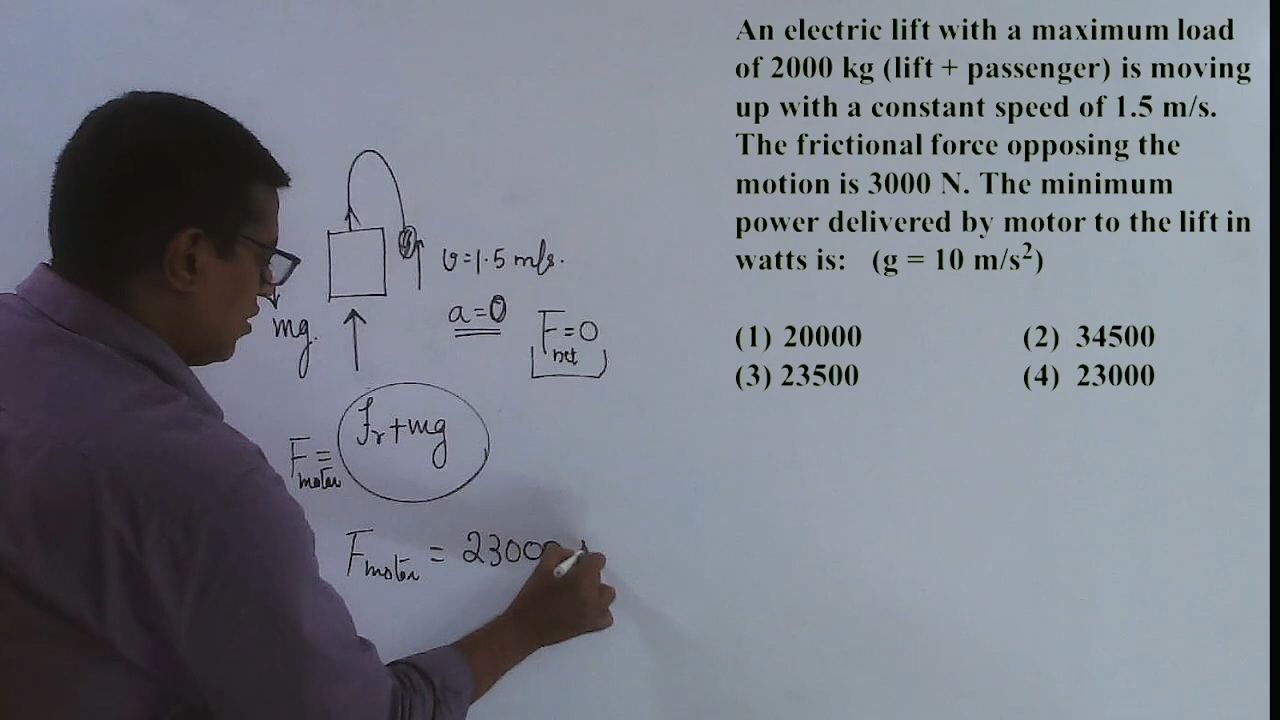 An electric lift with a maximum load
of 2000 kg (lift + passenger) is moving
up with a constant speed of 1.5 m/s.
The frictional force opposing the
motion is 3000 N. The minimum
power delivered by motor to the lift in
watts is: (g = 10 m/s²)
(1) 20000 (2) 34500
(3) 23500 (4) 23000
v=1.5 m/s.
a=0
F net = 0
mg.
F motor = fr+mg
F motor = 2300